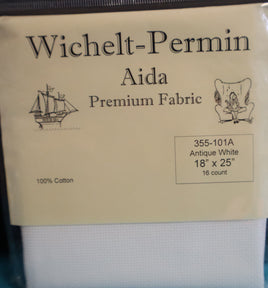 Wichelt-Permin
Aida
Premium Fabric
355-101A
Antique White
18" x 25"
16 count
100% Cotton